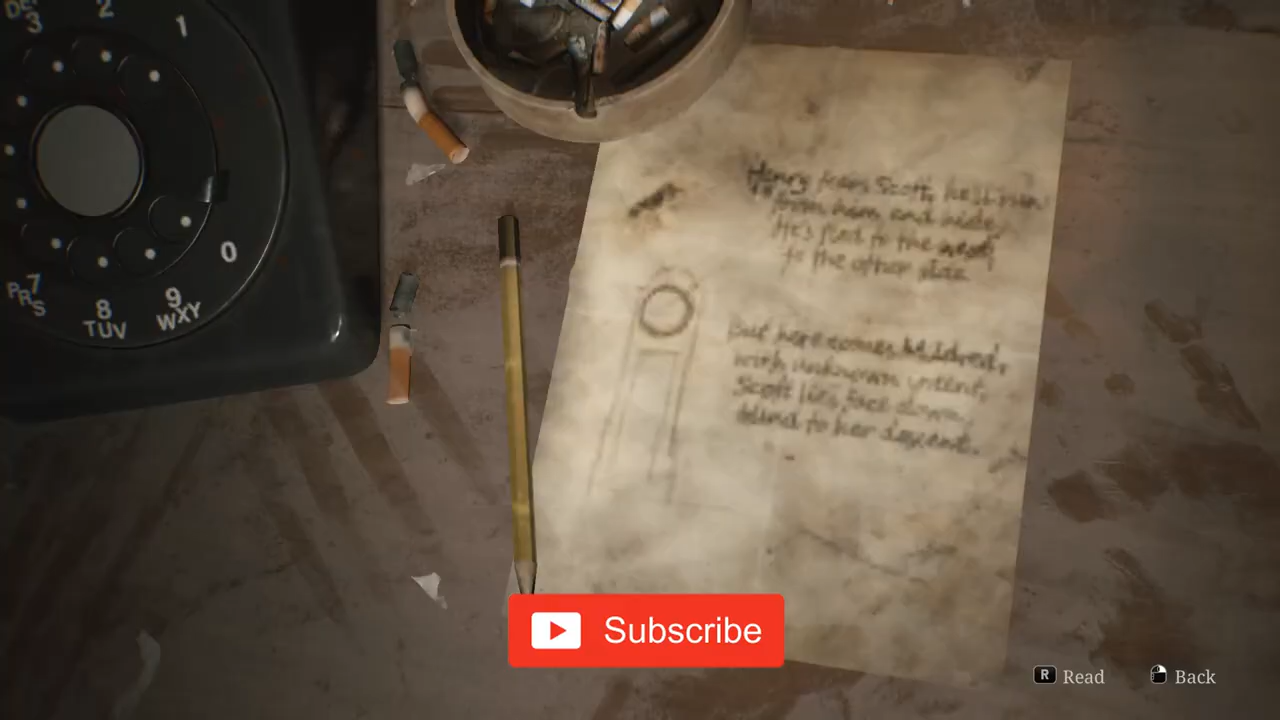 DE
3
2
1
0
PRS
7
8
TUV
9
WXY
Henry fears Scott, he'll run
from him and hide,
He's fled to the west,
to the other side
But here comes Mildred,
with unknown intent,
Scott lies, face down,
blind to her descent.
Subscribe
R Read
Back